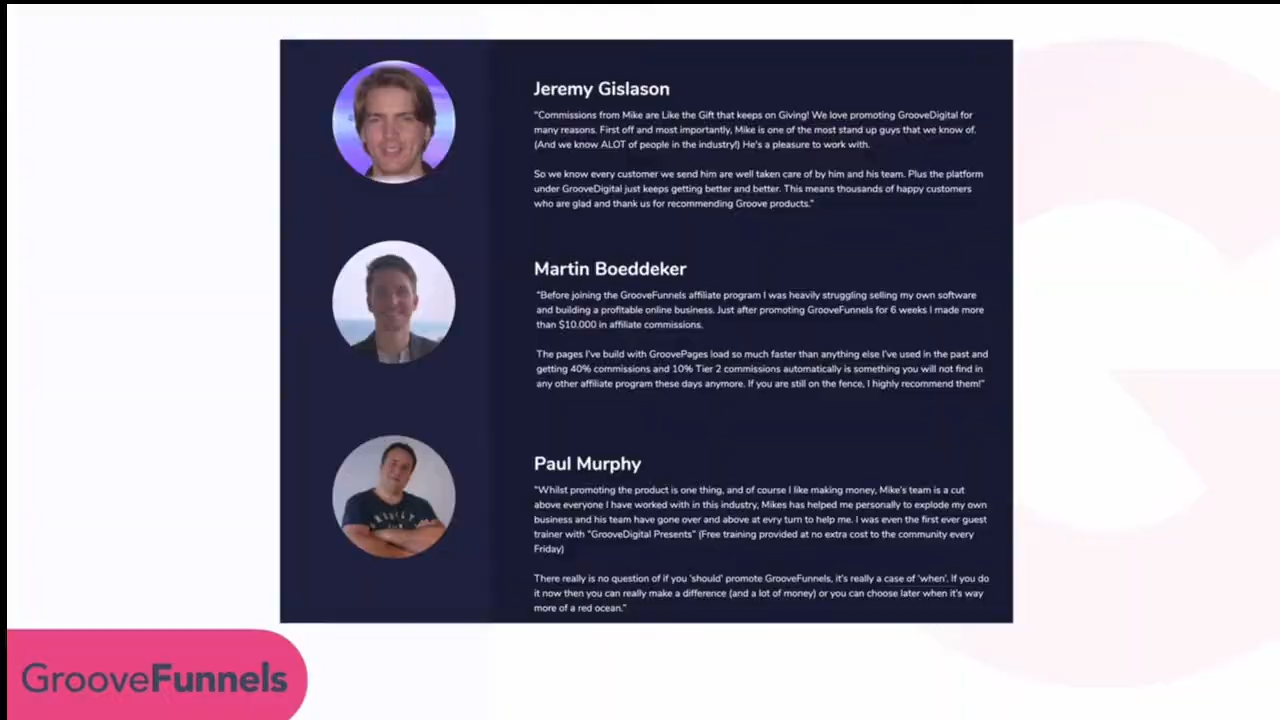 Jeremy Gislason
"Commissions from Mike are Like the Gift that keeps on Giving! We love promoting GrooveDigital for
many reasons. First off and most importantly, Mike is one of the most stand up guys that we know of.
(And we know ALOT of people in the industry!) He's a pleasure to work with.
So we know every customer we send him are well taken care of by him and his team. Plus the platform
under GrooveDigital just keeps getting better and better. This means thousands of happy customers
who are glad and thank us for recommending Groove products."
Martin Boeddeker
"Before joining the GrooveFunnels affiliate program I was heavily struggling selling my own software
and building a profitable online business. Just after promoting GrooveFunnels for 6 weeks I made more
than $10.000 in affiliate commissions.
The pages I've build with GroovePages load so much faster than anything else I've used in the past and
getting 40% commissions and 10% Tier 2 commissions automatically is something you will not find in
any other affiliate program these days anymore. If you are still on the fence, I highly recommend them!"
Paul Murphy
"Whilst promoting the product is one thing, and of course I like making money, Mike's team is a cut
above everyone I have worked with in this industry, Mikes has helped me personally to explode my own
business and his team have gone over and above at evry turn to help me. I was even the first ever guest
trainer with "GrooveDigital Presents" (Free training provided at no extra cost to the community every
Friday)
There really is no question of if you 'should' promote GrooveFunnels, it's really a case of 'when'. If you do
it now then you can really make a difference (and a lot of money) or you can choose later when it's way
more of a red ocean."
GrooveFunnels